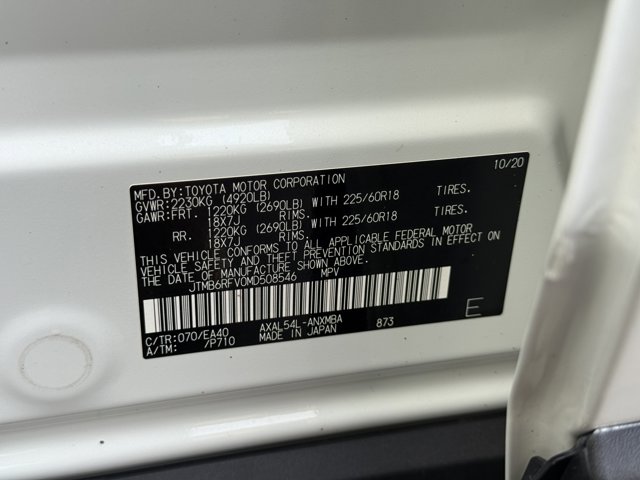 MFD.BY:TOYOTA MOTOR CORPORATION 10/20
GVWR:2230KG (4920LB)
GAWR:FRT. 1220KG (2690LB) WITH 225/60R18 TIRES.
18X7J RIMS.
RR. 1220KG (2690LB) WITH 225/60R18 TIRES.
18X7J RIMS.
THIS VEHICLE CONFORMS TO ALL APPLICABLE FEDERAL MOTOR
VEHICLE SAFETY AND THEFT PREVENTION STANDARDS IN EFFECT ON
THE DATE OF MANUFACTURE SHOWN ABOVE.
JTMB6RFV0MD508546 MPV
C/TR:070/EA40 AXAL54L-ANXMBA 873 E
A/TM: /P710 MADE IN JAPAN